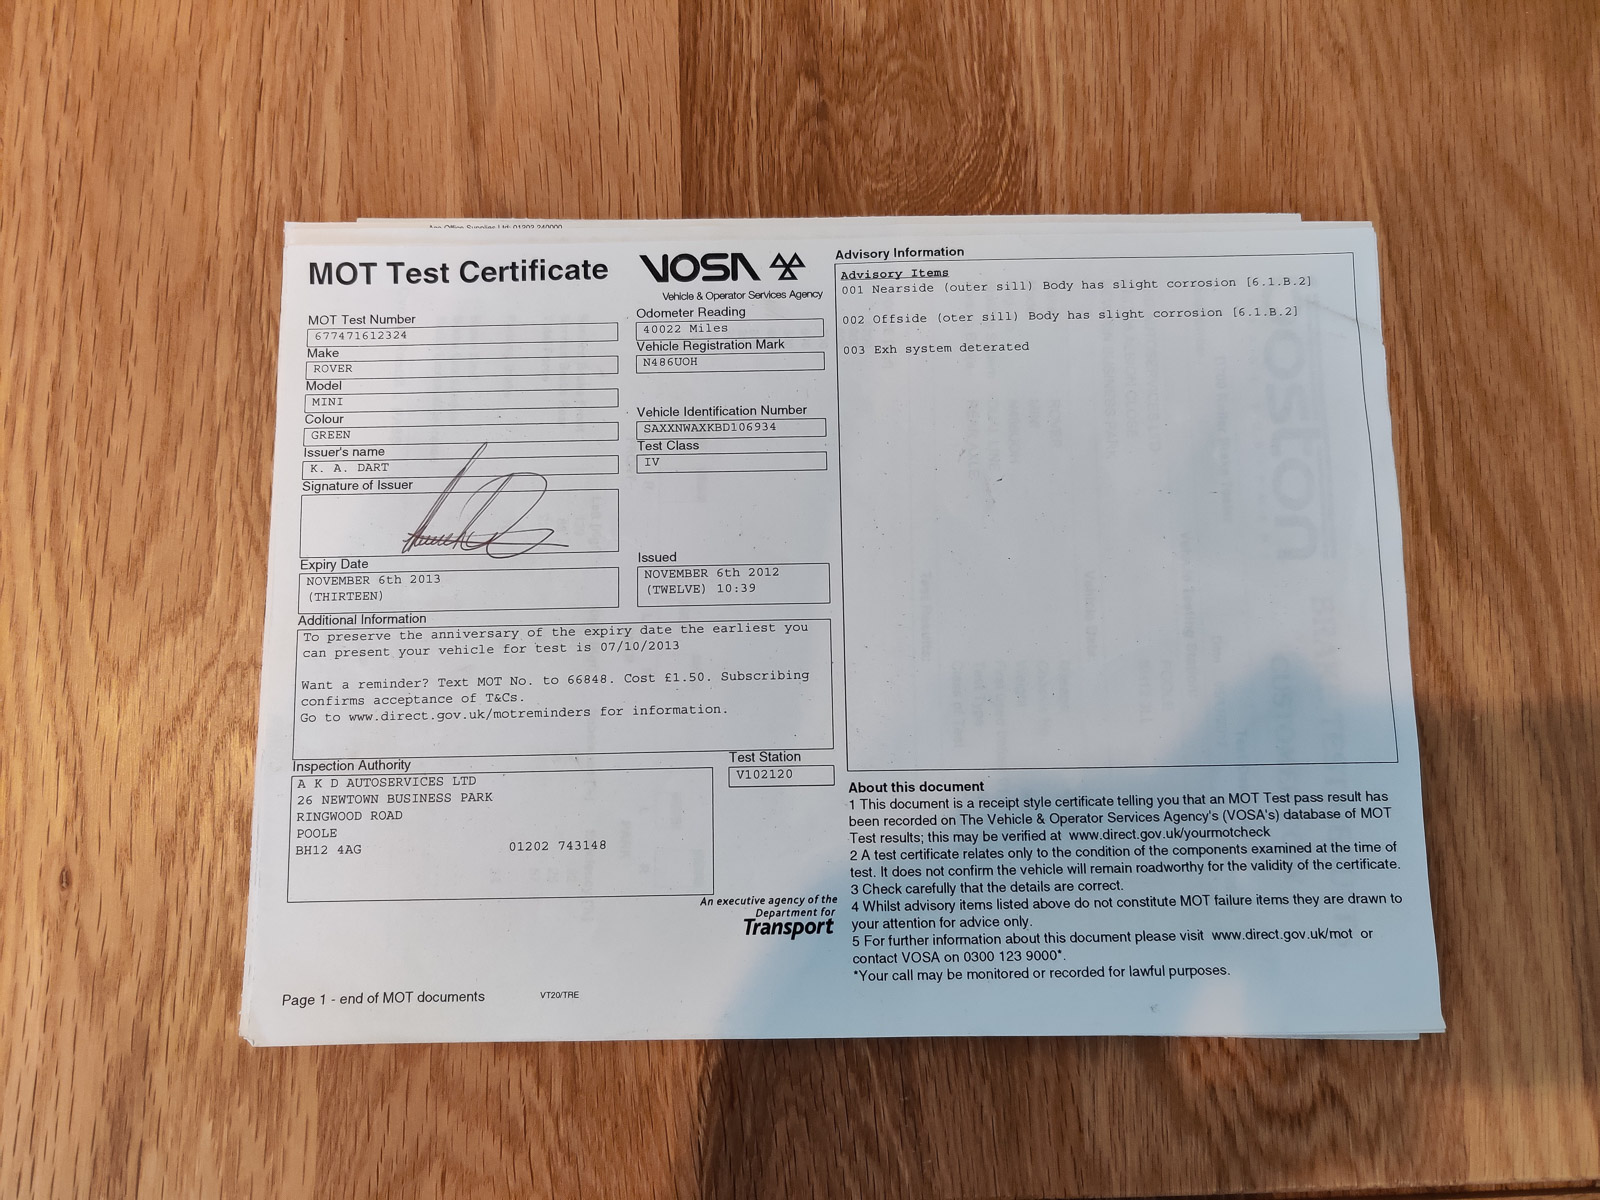 Age Office Supplies Ltd: 01202 240000
MOT Test Certificate
VOSA
Vehicle & Operator Services Agency
MOT Test Number
677471612324
Make
ROVER
Model
MINI
Colour
GREEN
Issuer's name
K. A. DART
Signature of Issuer
Odometer Reading
40022 Miles
Vehicle Registration Mark
N486UOH
Vehicle Identification Number
SAXXNWAXKBD106934
Test Class
IV
Expiry Date
NOVEMBER 6th 2013
(THIRTEEN)
Issued
NOVEMBER 6th 2012
(TWELVE) 10:39
Additional Information
To preserve the anniversary of the expiry date the earliest you
can present your vehicle for test is 07/10/2013
Want a reminder? Text MOT No. to 66848. Cost £1.50. Subscribing
confirms acceptance of T&Cs.
Go to www.direct.gov.uk/motreminders for information.
Inspection Authority
A K D AUTOSERVICES LTD
26 NEWTOWN BUSINESS PARK
RINGWOOD ROAD
POOLE
BH12 4AG 01202 743148
Test Station
V102120
An executive agency of the
Department for
Transport
Page 1 - end of MOT documents VT20/TRE
Advisory Information
Advisory Items
001 Nearside (outer sill) Body has slight corrosion [6.1.B.2]
002 Offside (oter sill) Body has slight corrosion [6.1.B.2]
003 Exh system deterated
About this document
1 This document is a receipt style certificate telling you that an MOT Test pass result has
been recorded on The Vehicle & Operator Services Agency's (VOSA's) database of MOT
Test results; this may be verified at www.direct.gov.uk/yourmotcheck
2 A test certificate relates only to the condition of the components examined at the time of
test. It does not confirm the vehicle will remain roadworthy for the validity of the certificate.
3 Check carefully that the details are correct.
4 Whilst advisory items listed above do not constitute MOT failure items they are drawn to
your attention for advice only.
5 For further information about this document please visit www.direct.gov.uk/mot or
contact VOSA on 0300 123 9000*.
*Your call may be monitored or recorded for lawful purposes.